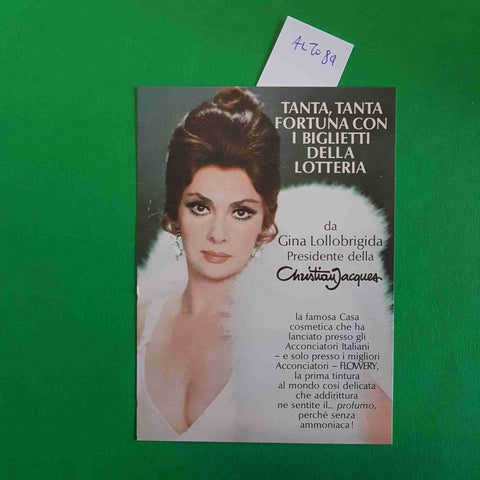 ALTO 89
TANTA, TANTA
FORTUNA CON
I BIGLIETTI
DELLA
LOTTERIA
da
Gina Lollobrigida
Presidente della
Christian Jacques
la famosa Casa
cosmetica che ha
lanciato presso gli
Acconciatori Italiani
– e solo presso i migliori
Acconciatori – FLOWERY,
la prima tintura
al mondo così delicata
che addirittura
ne sentite il... profumo,
perché senza
ammoniaca!